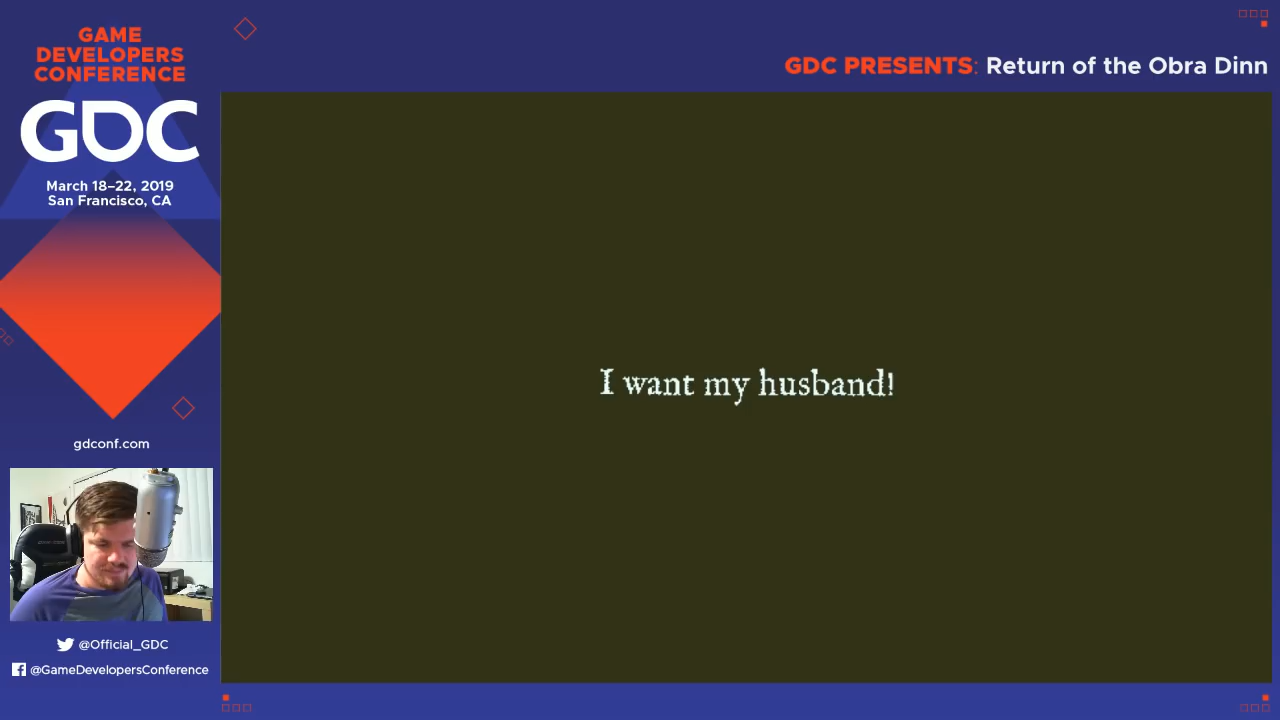 GAME
DEVELOPERS
CONFERENCE
GDC
March 18–22, 2019
San Francisco, CA
gdconf.com
@Official_GDC
@GameDevelopersConference
GDC PRESENTS: Return of the Obra Dinn
I want my husband!